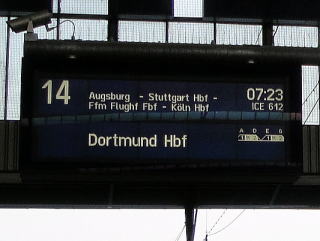 14
Augsburg - Stuttgart Hbf - 07:23
Ffm Flughf Fbf - Köln Hbf ICE 612
Dortmund Hbf
A D E G